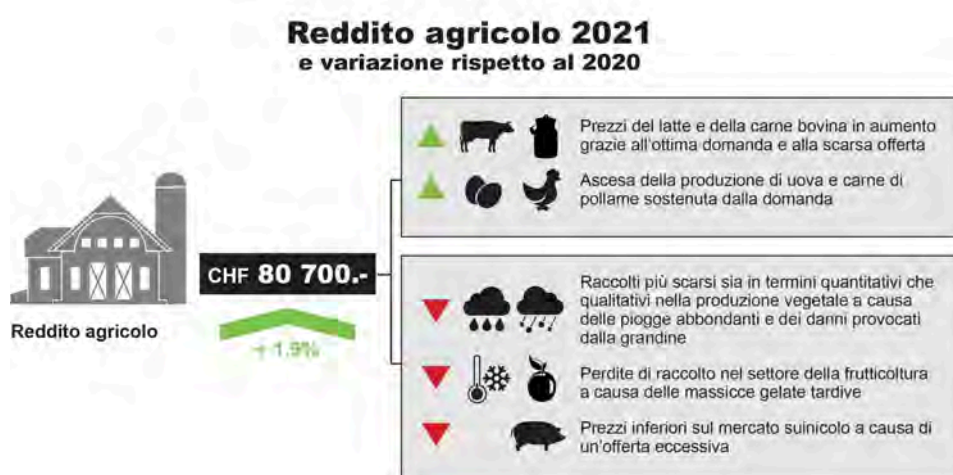 Reddito agricolo 2021
e variazione rispetto al 2020
Prezzi del latte e della carne bovina in aumento
grazie all'ottima domanda e alla scarsa offerta
Ascesa della produzione di uova e carne di
pollame sostenuta dalla domanda
CHF 80 700.-
+ 1.9%
Reddito agricolo
Raccolti più scarsi sia in termini quantitativi che
qualitativi nella produzione vegetale a causa
delle piogge abbondanti e dei danni provocati
dalla grandine
Perdite di raccolto nel settore della frutticoltura
a causa delle massicce gelate tardive
Prezzi inferiori sul mercato suinicolo a causa di
un'offerta eccessiva